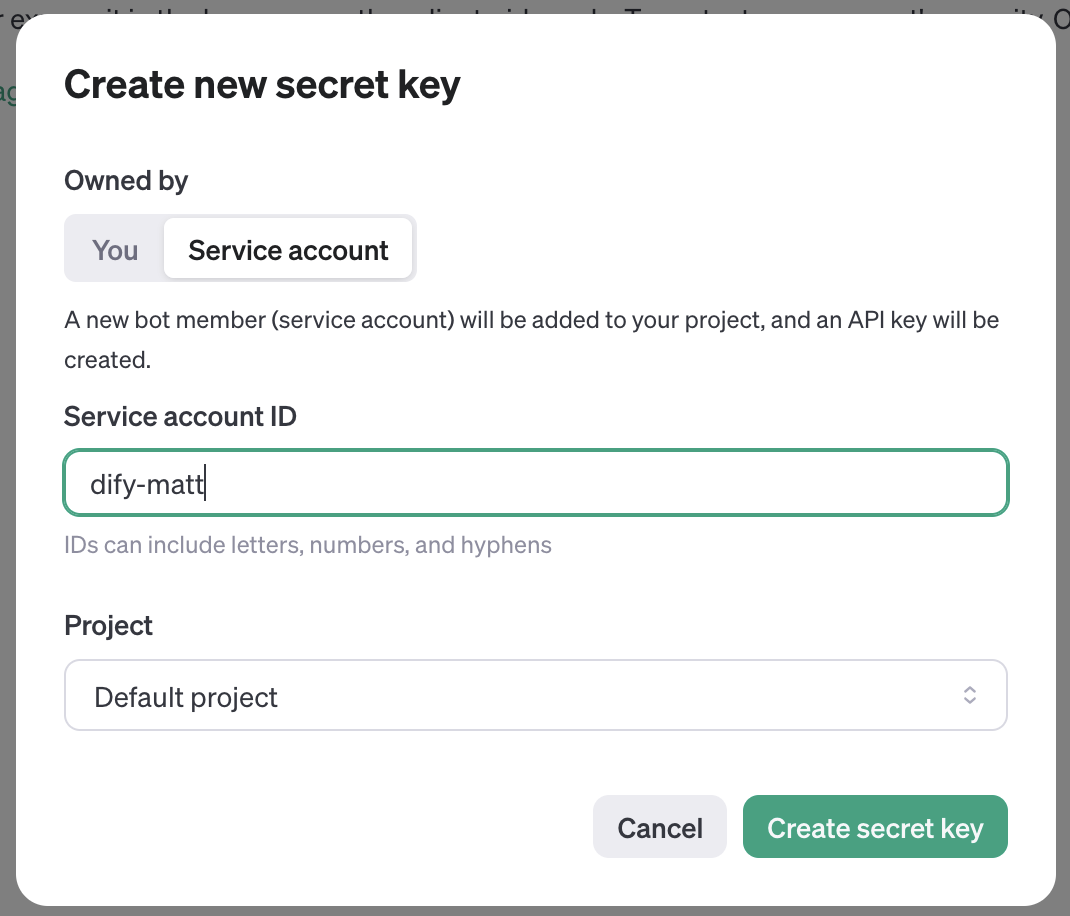 Create new secret key
Owned by
You Service account
A new bot member (service account) will be added to your project, and an API key will be
created.
Service account ID
dify-matt
IDs can include letters, numbers, and hyphens
Project
Default project
Cancel Create secret key